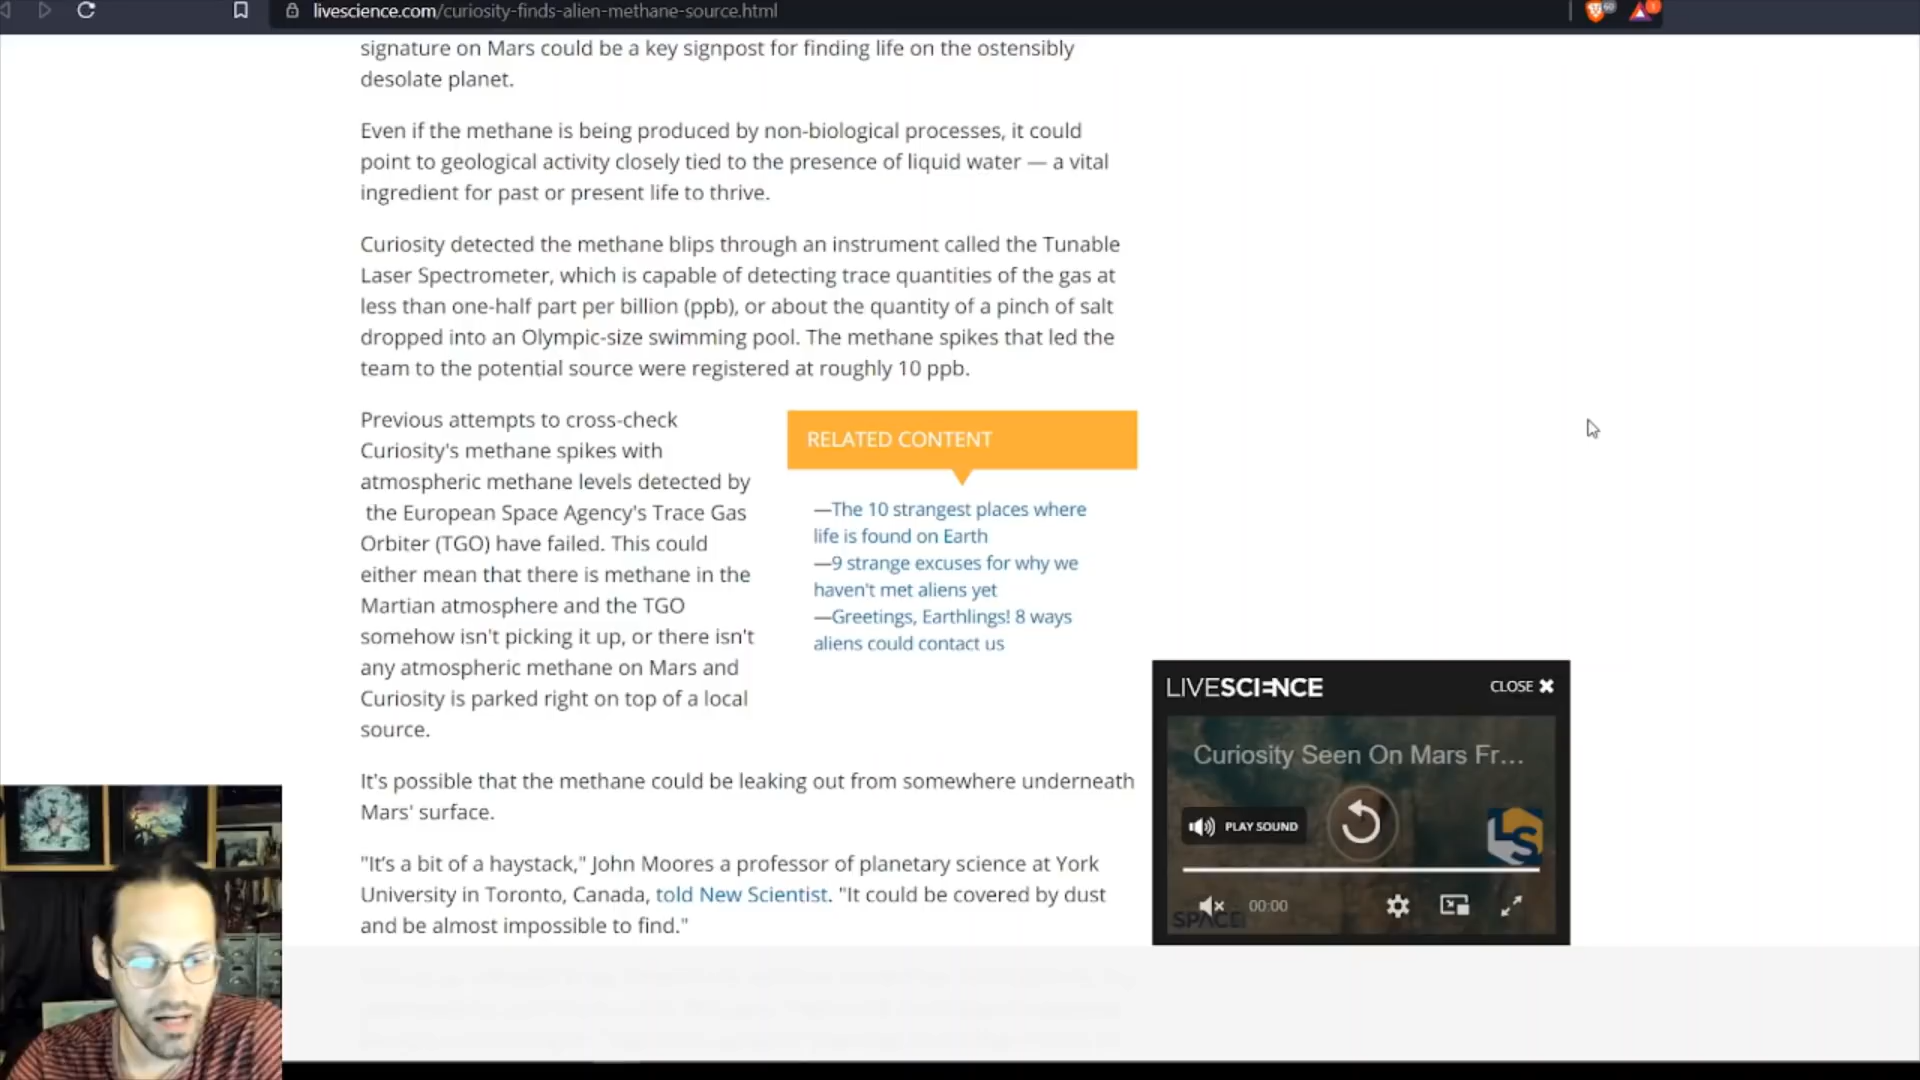 livescience.com/curiosity-finds-alien-methane-source.html
signature on Mars could be a key signpost for finding life on the ostensibly
desolate planet.
Even if the methane is being produced by non-biological processes, it could
point to geological activity closely tied to the presence of liquid water — a vital
ingredient for past or present life to thrive.
Curiosity detected the methane blips through an instrument called the Tunable
Laser Spectrometer, which is capable of detecting trace quantities of the gas at
less than one-half part per billion (ppb), or about the quantity of a pinch of salt
dropped into an Olympic-size swimming pool. The methane spikes that led the
team to the potential source were registered at roughly 10 ppb.
Previous attempts to cross-check
Curiosity's methane spikes with
atmospheric methane levels detected by
the European Space Agency's Trace Gas
Orbiter (TGO) have failed. This could
either mean that there is methane in the
Martian atmosphere and the TGO
somehow isn't picking it up, or there isn't
any atmospheric methane on Mars and
Curiosity is parked right on top of a local
source.
RELATED CONTENT
—The 10 strangest places where
life is found on Earth
—9 strange excuses for why we
haven't met aliens yet
—Greetings, Earthlings! 8 ways
aliens could contact us
It's possible that the methane could be leaking out from somewhere underneath
Mars' surface.
"It's a bit of a haystack," John Moores a professor of planetary science at York
University in Toronto, Canada, told New Scientist. "It could be covered by dust
and be almost impossible to find."
LIVESCIENCE
CLOSE ✖
Curiosity Seen On Mars Fr...
PLAY SOUND
LS
00:00
SPACE